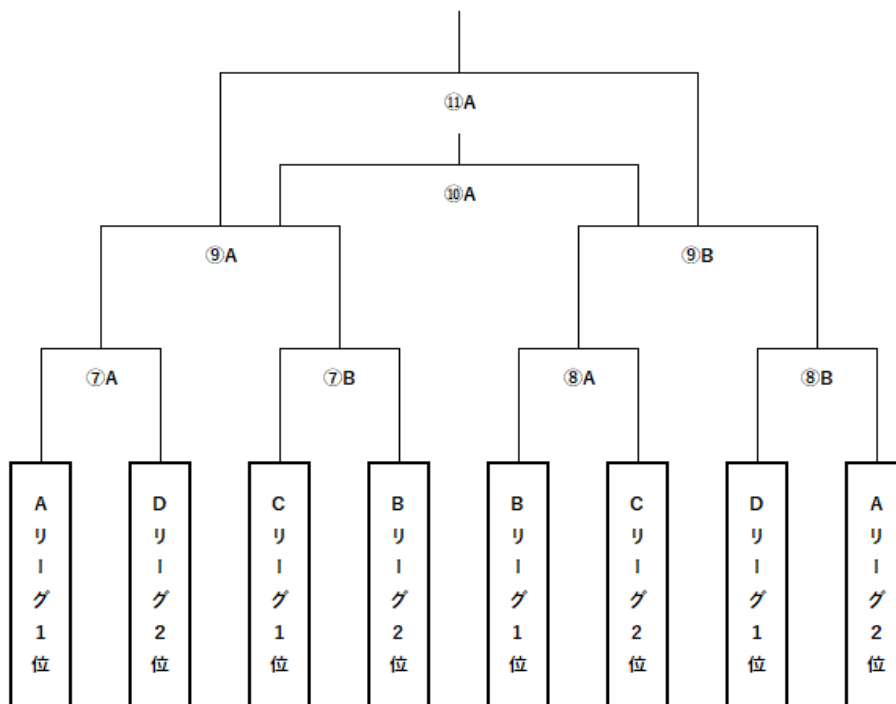 ⑪A
⑩A
⑨A
⑨B
⑦A
⑦B
⑧A
⑧B
Aリーグ1位
Dリーグ2位
Cリーグ1位
Bリーグ2位
Bリーグ1位
Cリーグ2位
Dリーグ1位
Aリーグ2位